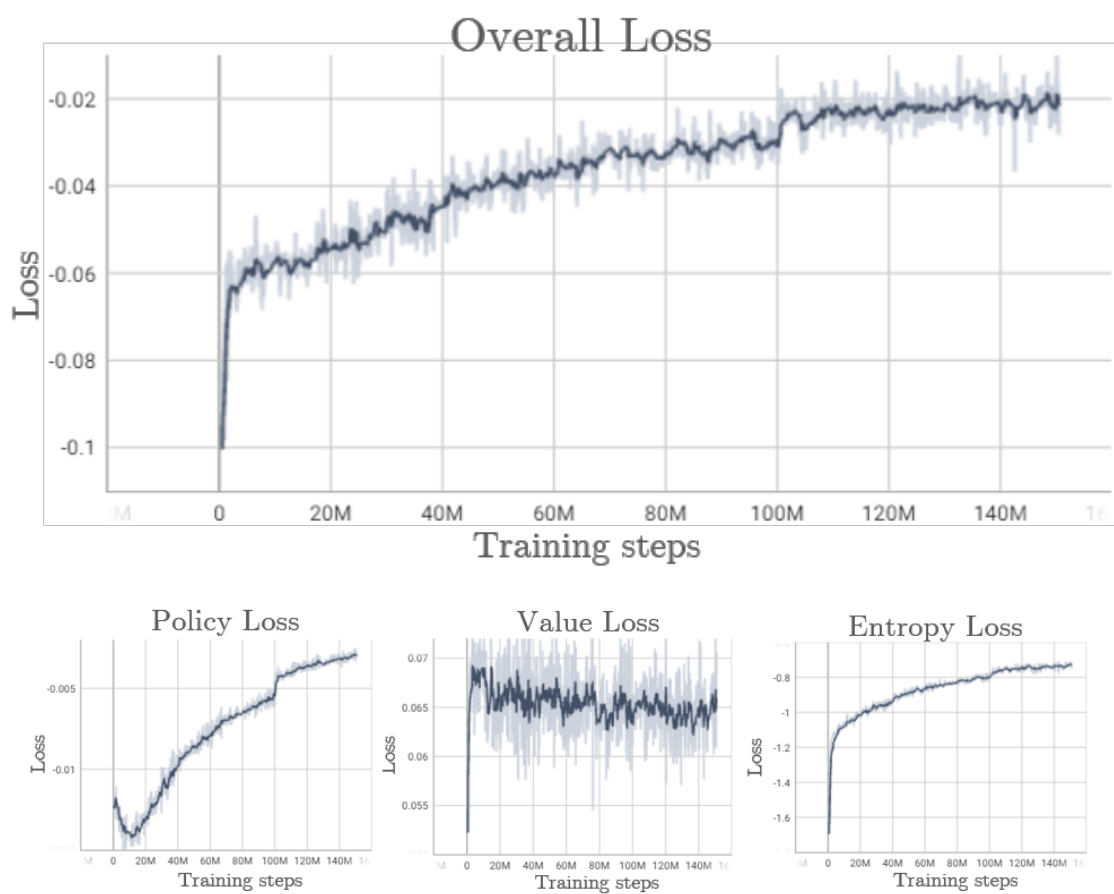 Overall Loss
-0.02
-0.04
-0.06
-0.08
-0.1
Loss
M 0 20M 40M 60M 80M 100M 120M 140M 16
Training steps
Policy Loss
-0.005
-0.01
Loss
M 0 20M 40M 60M 80M 100M 120M 140M 16
Training steps
Value Loss
0.07
0.065
0.06
0.055
Loss
M 0 20M 40M 60M 80M 100M 120M 140M 16
Training steps
Entropy Loss
-0.8
-1
-1.2
-1.4
-1.6
Loss
M 0 20M 40M 60M 80M 100M 120M 140M 16
Training steps